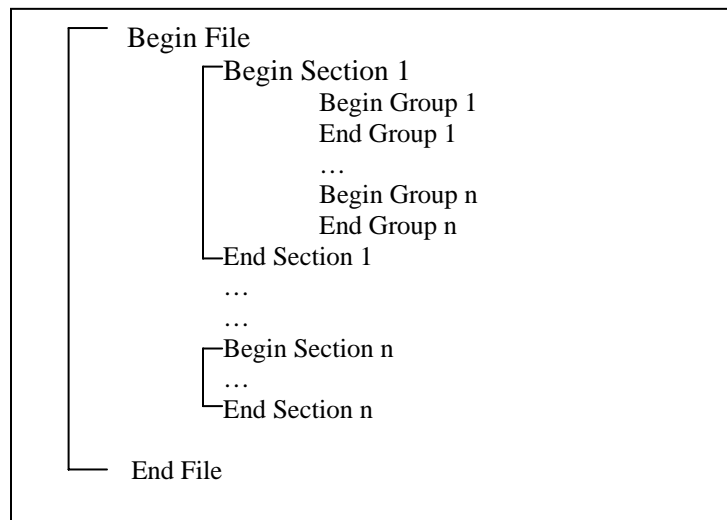 Begin File
Begin Section 1
Begin Group 1
End Group 1
…
Begin Group n
End Group n
End Section 1
…
…
Begin Section n
…
End Section n
End File